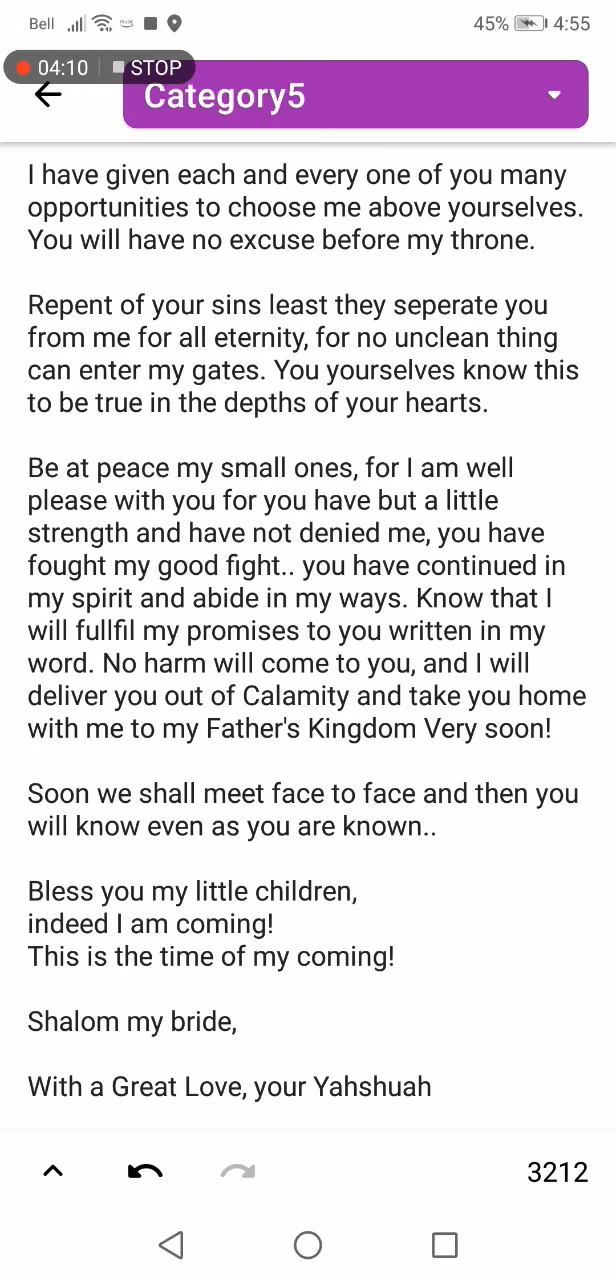 Bell 45% 4:55
04:10 STOP
Category5
I have given each and every one of you many
opportunities to choose me above yourselves.
You will have no excuse before my throne.
Repent of your sins least they seperate you
from me for all eternity, for no unclean thing
can enter my gates. You yourselves know this
to be true in the depths of your hearts.
Be at peace my small ones, for I am well
please with you for you have but a little
strength and have not denied me, you have
fought my good fight.. you have continued in
my spirit and abide in my ways. Know that I
will fullfil my promises to you written in my
word. No harm will come to you, and I will
deliver you out of Calamity and take you home
with me to my Father's Kingdom Very soon!
Soon we shall meet face to face and then you
will know even as you are known..
Bless you my little children,
indeed I am coming!
This is the time of my coming!
Shalom my bride,
With a Great Love, your Yahshuah
3212